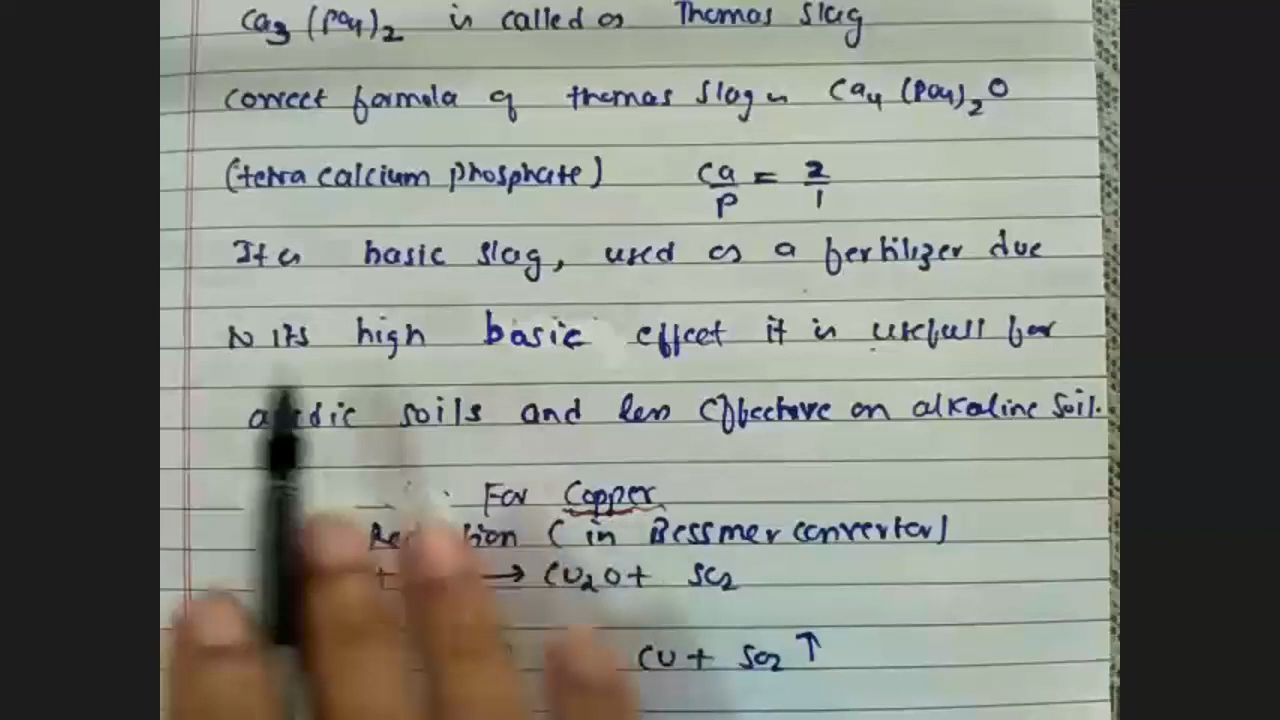 Ca3 (PO4)2 is called as Thomas slag
correct formula of thomas slag is Ca4 (PO4)2O
(tetra calcium phosphate) Ca/P = 2/1
It is basic slag, used as a fertilizer due
to its high basic effect it is usefull for
acidic soils and less effective on alkaline soil.
For Copper
(in Bessmer convertor)
+ → Cu2O + SO2
Cu + SO2 ↑